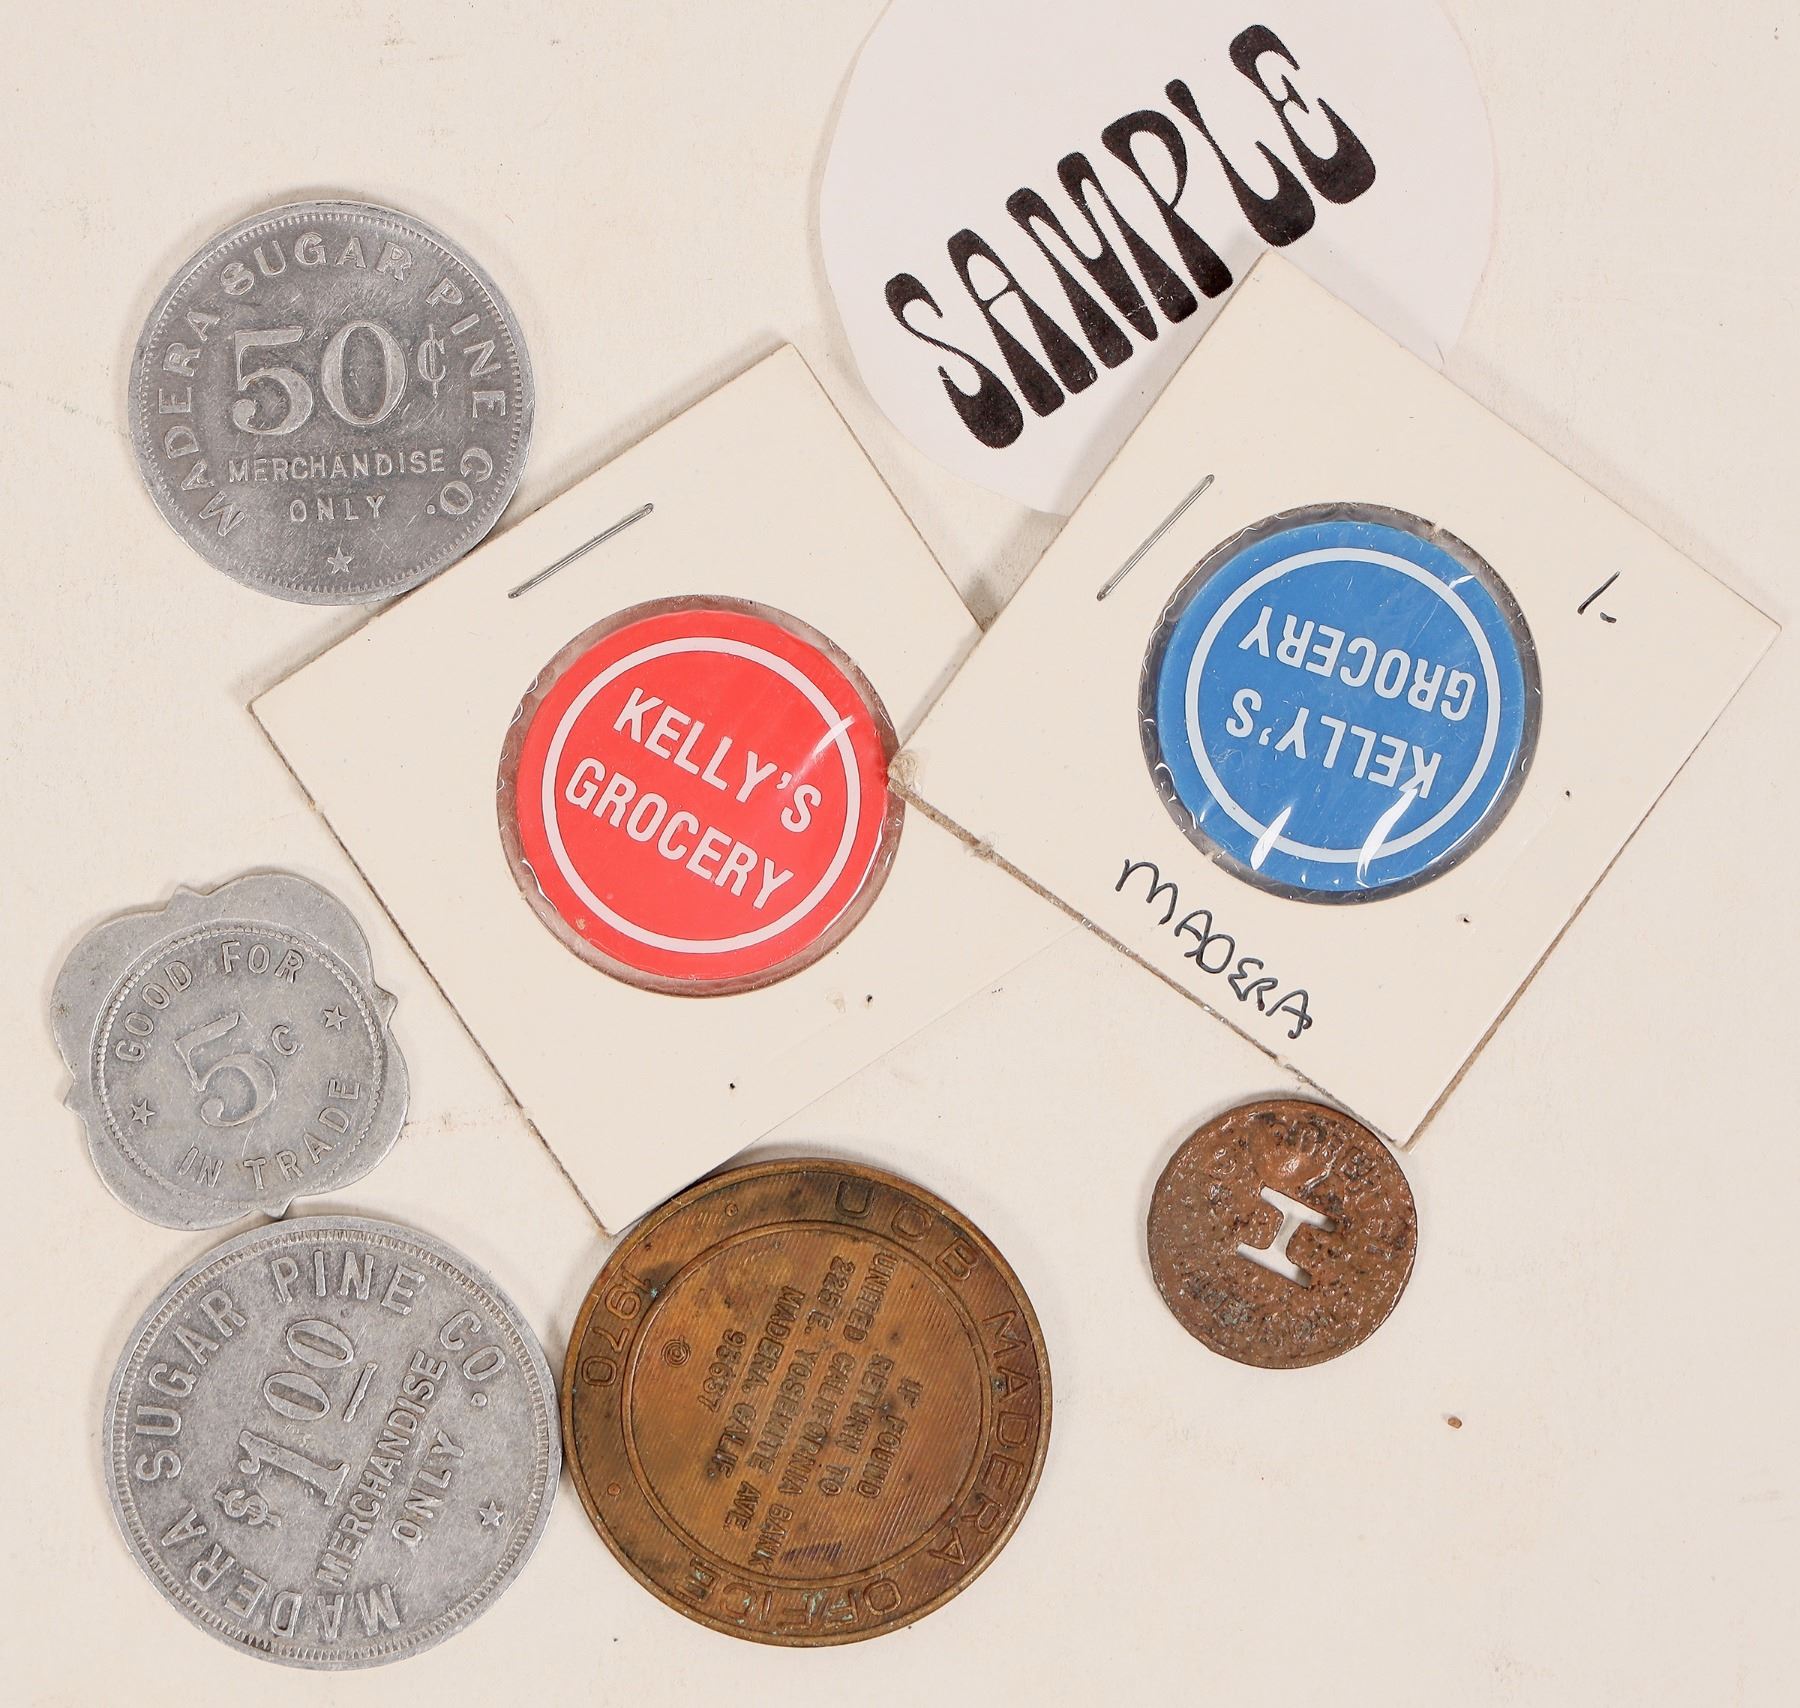 SAMPLE
MADERA SUGAR PINE CO.
50¢
MERCHANDISE
ONLY
KELLY'S
GROCERY
KELLY'S
GROCERY
1-
MADERA
GOOD FOR
5c
IN TRADE
MADERA SUGAR PINE CO.
$1.00
MERCHANDISE
ONLY
UCB MADERA OFFICE
1970
IF FOUND
RETURN TO
UNITED CALIFORNIA BANK
225 E. YOSEMITE AVE.
MADERA, CALIF.
93637
©
H